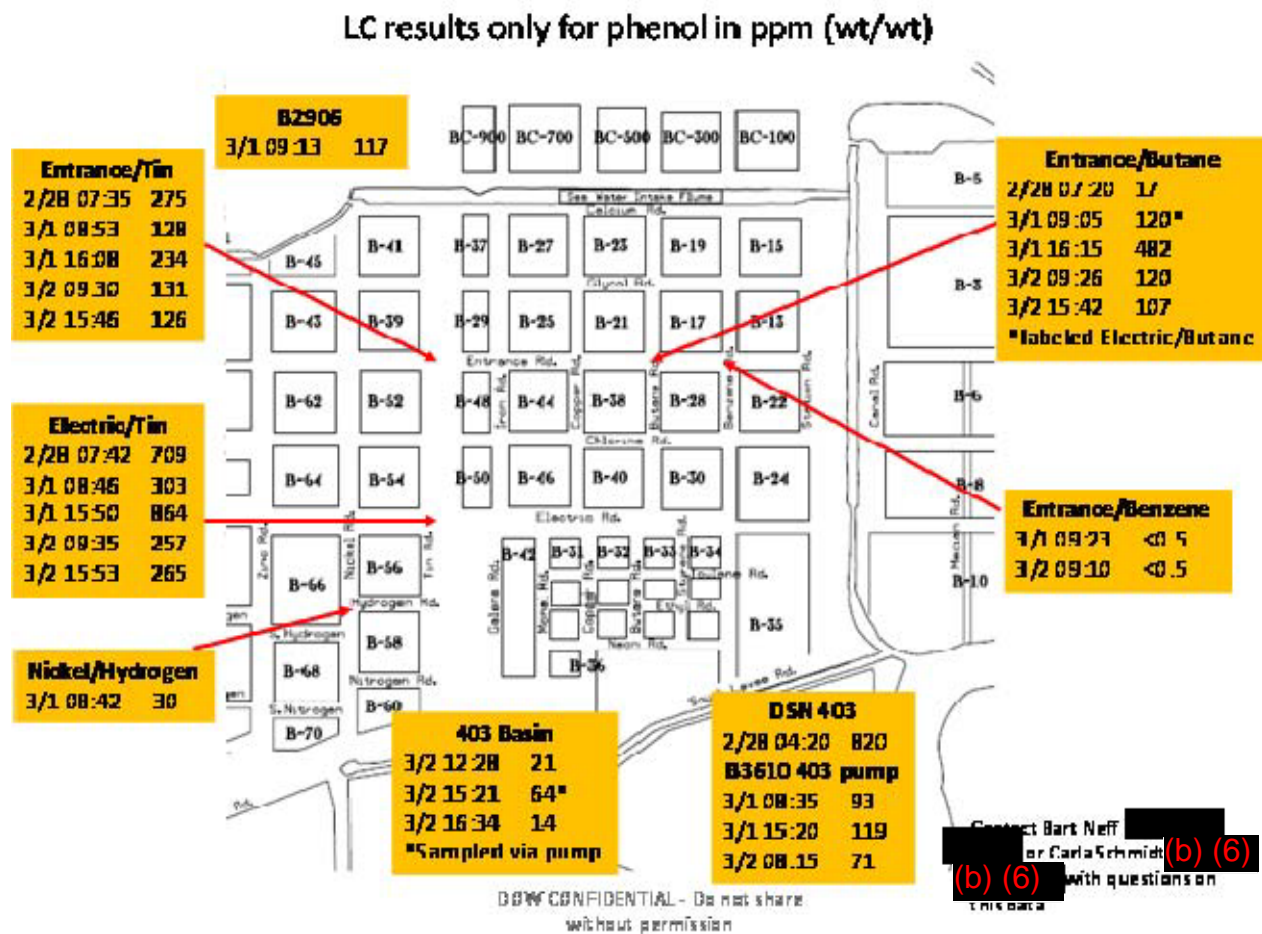 LC results only for phenol in ppm (wt/wt)
B2906
3/1 09:13 117
Entrance/Tin
2/28 07:35 275
3/1 08:53 128
3/1 16:08 234
3/2 09:30 131
3/2 15:46 126
Electric/Tin
2/28 07:42 709
3/1 08:46 303
3/1 15:50 864
3/2 09:35 257
3/2 15:53 265
Nickel/Hydrogen
3/1 08:42 30
Entrance/Butane
2/28 07:20 17
3/1 09:05 120*
3/1 16:15 482
3/2 09:26 120
3/2 15:42 107
*labeled Electric/Butane
Entrance/Benzene
3/1 09:23 <0.5
3/2 09:10 <0.5
403 Basin
3/2 12:28 21
3/2 15:21 64*
3/2 16:34 14
*Sampled via pump
DSN 403
2/28 04:20 820
B3610 403 pump
3/1 08:35 93
3/1 15:20 119
3/2 08:15 71
BC-900 BC-700 BC-500 BC-300 BC-100
Sea Water Intake Flume
Calcium Rd.
B-45 B-41 B-37 B-27 B-23 B-19 B-15 B-5
Glycol Rd.
B-43 B-39 B-29 B-25 B-21 B-17 B-13 B-3
Entrance Rd.
Iron Rd.
Copper Rd.
Butane Rd.
Benzene Rd.
Station Rd.
Canal Rd.
B-62 B-52 B-48 B-44 B-38 B-28 B-22 B-6
Chlorine Rd.
B-64 B-54 B-50 B-46 B-40 B-30 B-24 B-8
Electric Rd.
Zinc Rd.
Nickel Rd.
Tin Rd.
Galera Rd.
Copper Rd.
Butane Rd.
Styrene Rd.
Median Rd.
B-66 B-56 B-42 B-31 B-32 B-33 B-34 B-10
Toluene Rd.
Hydrogen Rd.
Ethyl Rd.
S. Hydrogen
B-58 B-35
Neon Rd.
B-68 B-36
Nitrogen Rd.
B-60
S. Nitrogen
B-70
Levee Rd.
Rd.
Contact Bart Neff
or Carla Schmidt (b) (6)
(b) (6) with questions on
this data
DOW CONFIDENTIAL - Do not share
without permission